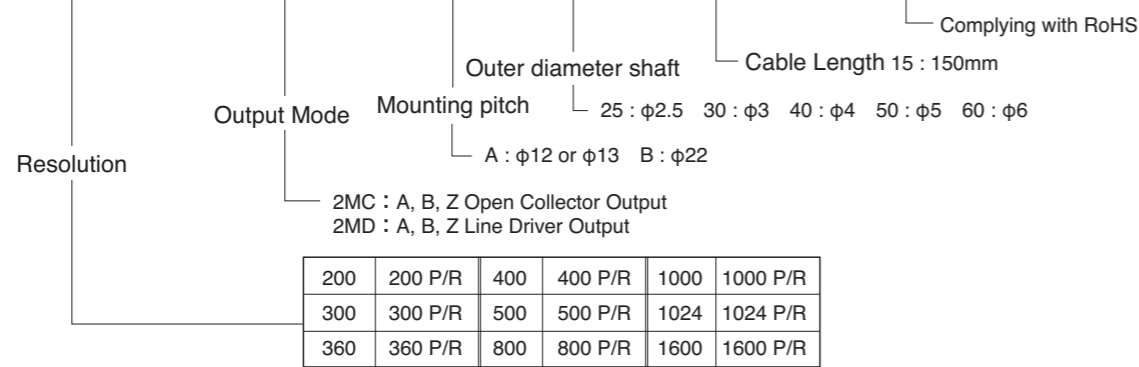 Complying with RoHS
Cable Length 15 : 150mm
Outer diameter shaft
25 : φ2.5 30 : φ3 40 : φ4 50 : φ5 60 : φ6
Mounting pitch
A : φ12 or φ13 B : φ22
Output Mode
2MC : A, B, Z Open Collector Output
2MD : A, B, Z Line Driver Output
Resolution
200 200 P/R 400 400 P/R 1000 1000 P/R
300 300 P/R 500 500 P/R 1024 1024 P/R
360 360 P/R 800 800 P/R 1600 1600 P/R